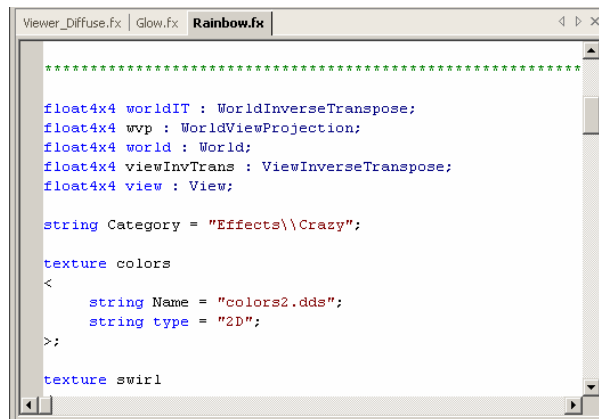 Viewer_Diffuse.fx | Glow.fx | Rainbow.fx
***********************************************************
float4x4 worldIT : WorldInverseTranspose;
float4x4 wvp : WorldViewProjection;
float4x4 world : World;
float4x4 viewInvTrans : ViewInverseTranspose;
float4x4 view : View;
string Category = "Effects\\Crazy";
texture colors
<
string Name = "colors2.dds";
string type = "2D";
>;
texture swirl